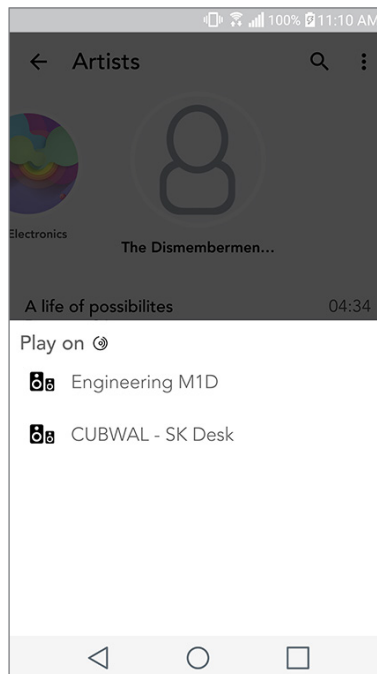 100% 11:10 AM
Artists
Electronics
The Dismembermen...
A life of possibilites
04:34
Play on
Engineering M1D
CUBWAL - SK Desk